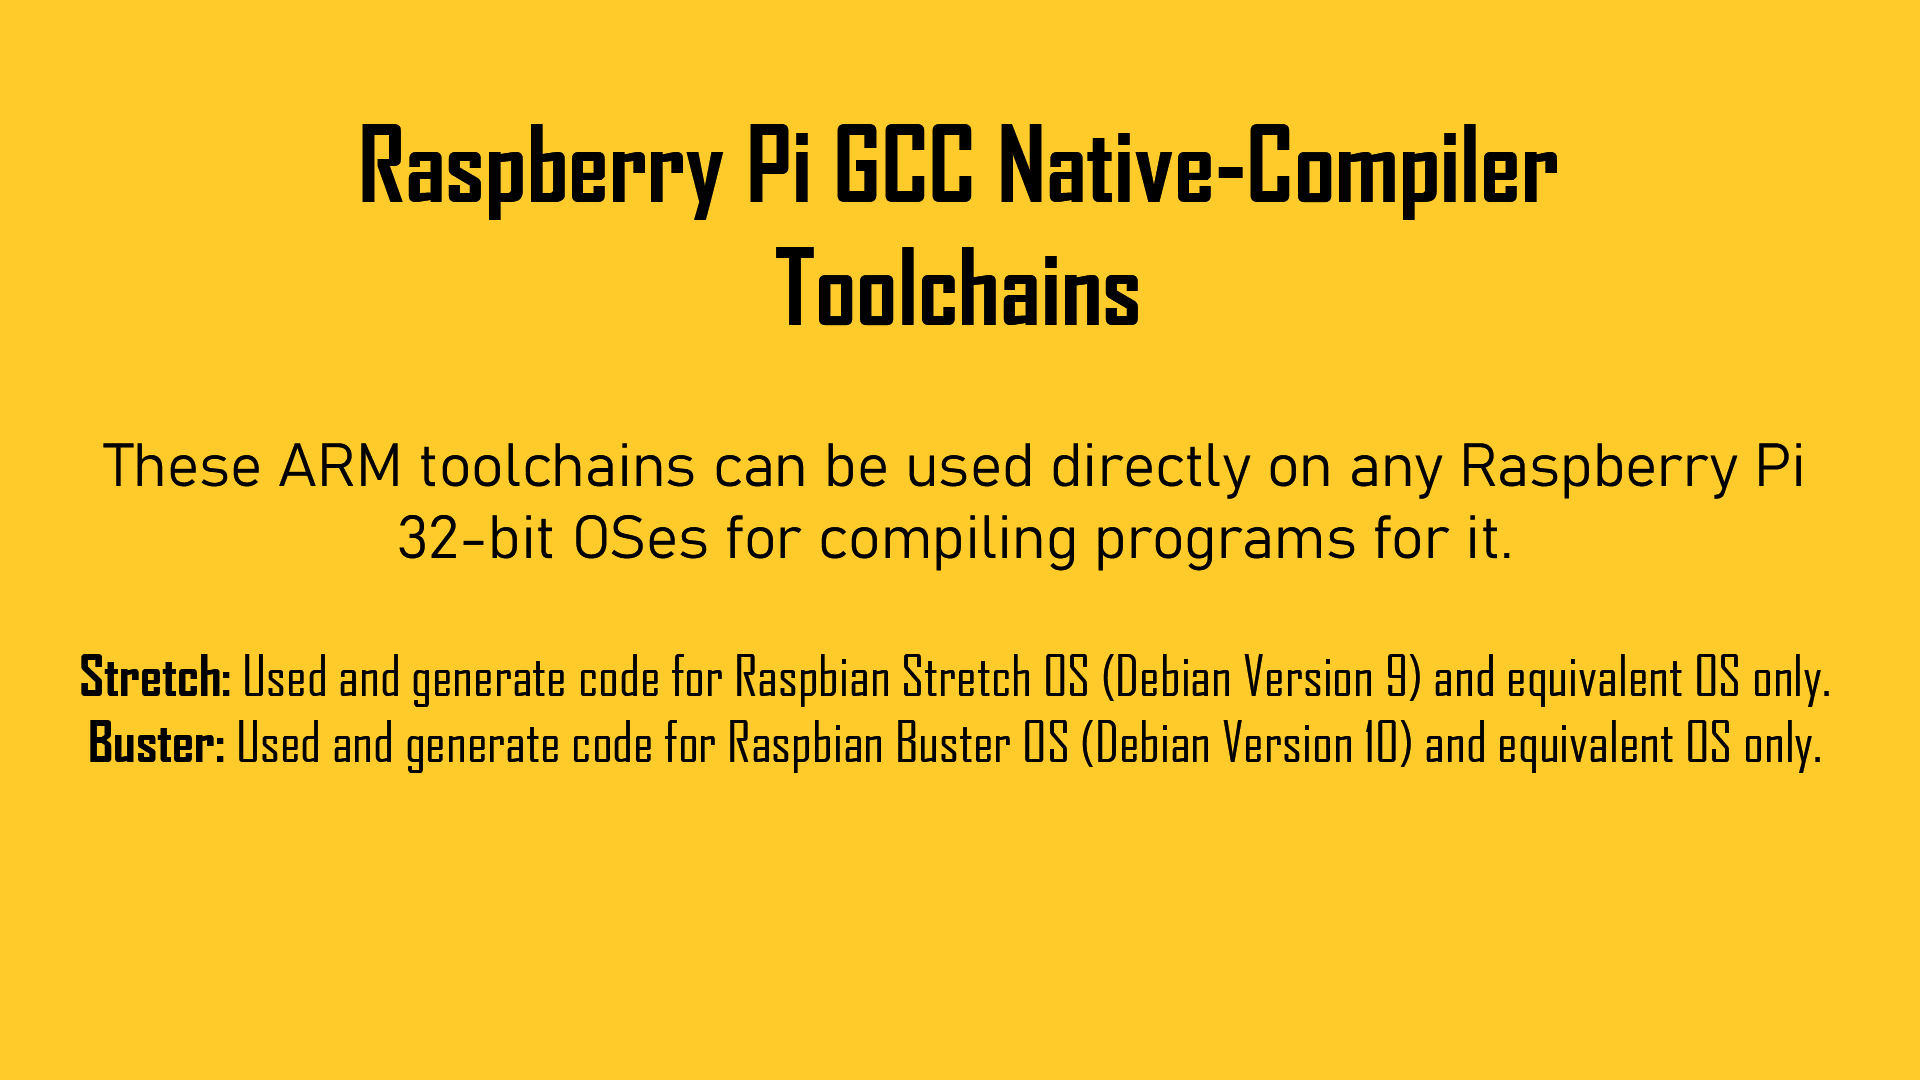 Raspberry Pi GCC Native-Compiler
Toolchains
These ARM toolchains can be used directly on any Raspberry Pi
32-bit OSes for compiling programs for it.
Stretch: Used and generate code for Raspbian Stretch OS (Debian Version 9) and equivalent OS only.
Buster: Used and generate code for Raspbian Buster OS (Debian Version 10) and equivalent OS only.